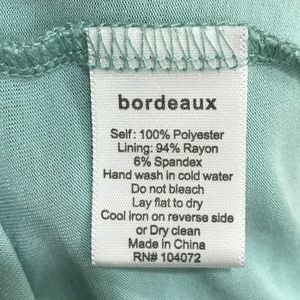 bordeaux
Self: 100% Polyester
Lining: 94% Rayon
6% Spandex
Hand wash in cold water
Do not bleach
Lay flat to dry
Cool iron on reverse side
or Dry clean
Made in China
RN# 104072